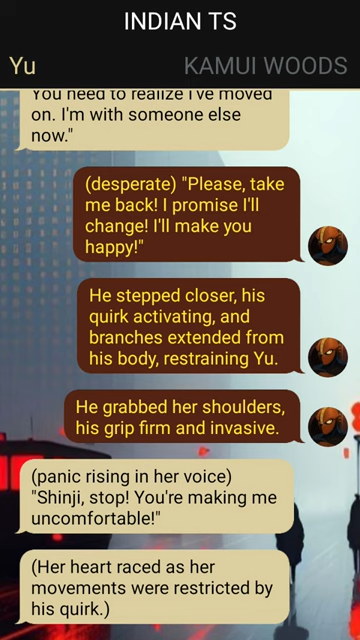 INDIAN TS
Yu
KAMUI WOODS
You need to realize I've moved
on. I'm with someone else
now."
(desperate) "Please, take
me back! I promise I'll
change! I'll make you
happy!"
He stepped closer, his
quirk activating, and
branches extended from
his body, restraining Yu.
He grabbed her shoulders,
his grip firm and invasive.
(panic rising in her voice)
"Shinji, stop! You're making me
uncomfortable!"
(Her heart raced as her
movements were restricted by
his quirk.)